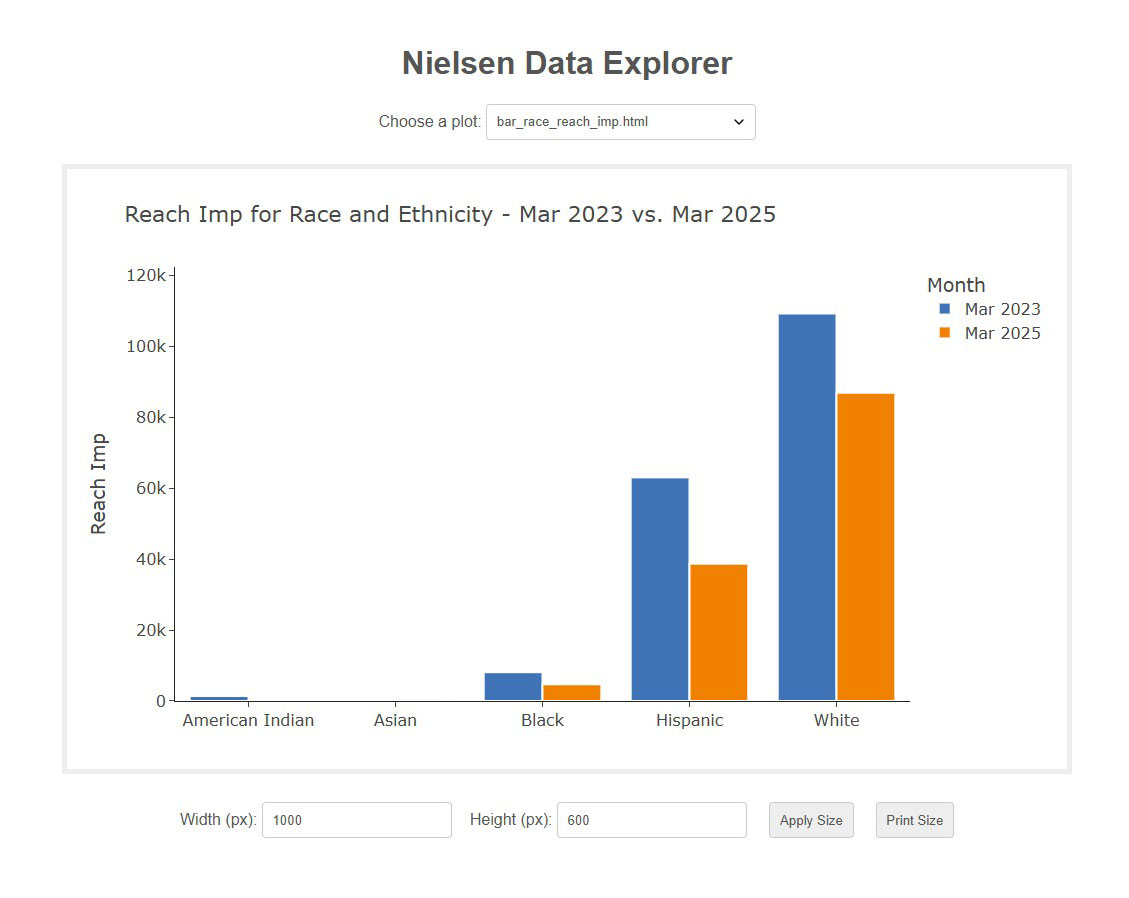 Nielsen Data Explorer
Choose a plot: bar_race_reach_imp.html
Reach Imp for Race and Ethnicity - Mar 2023 vs. Mar 2025
Month
Mar 2023
Mar 2025
Reach Imp
120k
100k
80k
60k
40k
20k
0
American Indian Asian Black Hispanic White
Width (px): 1000 Height (px): 600 Apply Size Print Size